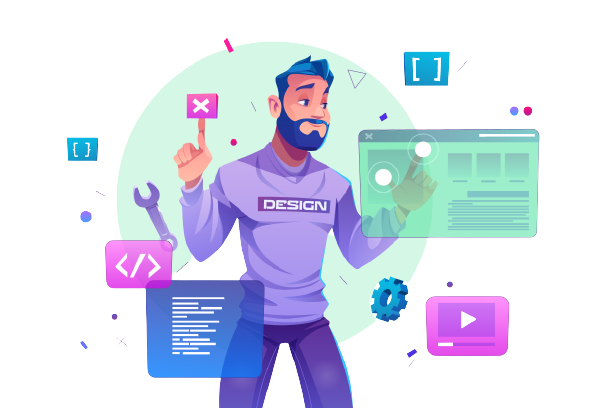 [ ]
{ }
DESIGN
</>